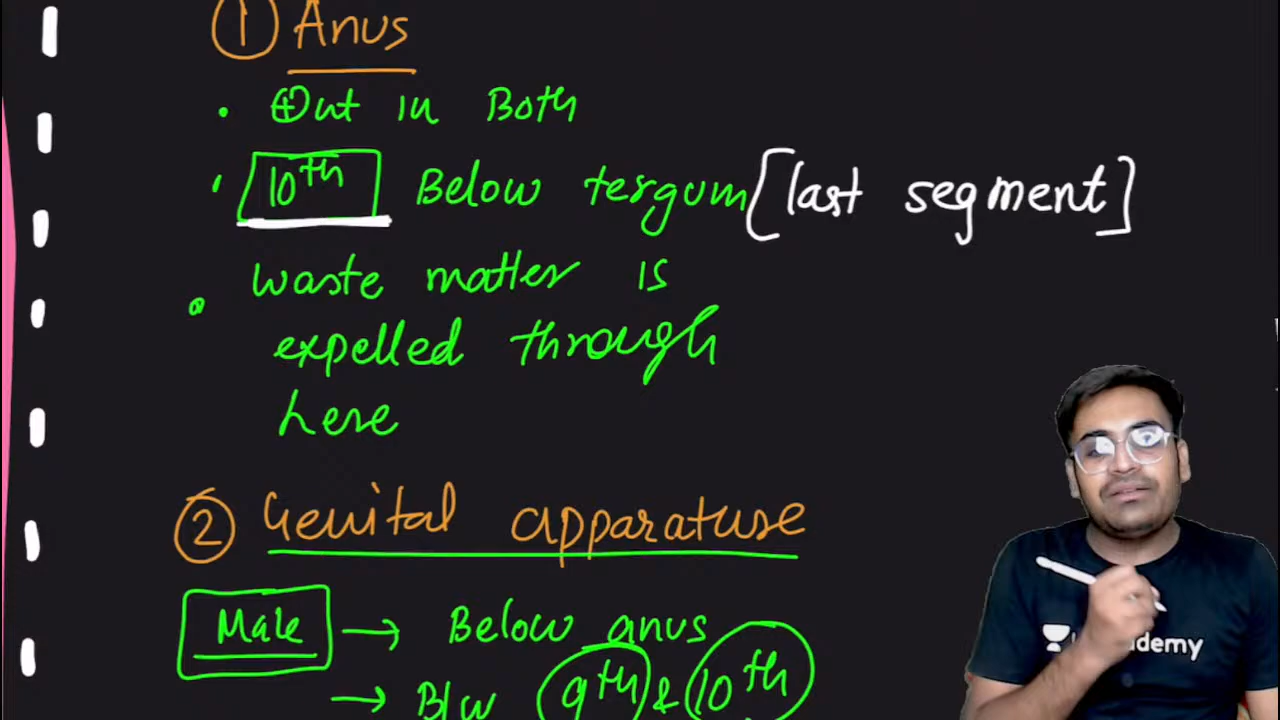 ① Anus
• Out in Both
• 10th Below tergum [last segment]
• waste matter is
expelled through
here
② Genital apparatuse
Male → Below anus
→ B/w 9th & 10th